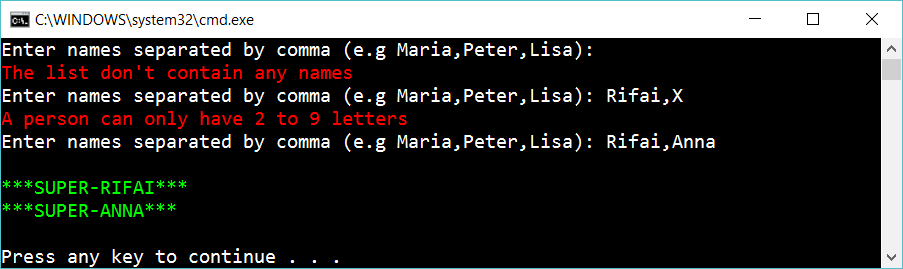 C:\WINDOWS\system32\cmd.exe
Enter names separated by comma (e.g Maria,Peter,Lisa):
The list don't contain any names
Enter names separated by comma (e.g Maria,Peter,Lisa): Rifai,X
A person can only have 2 to 9 letters
Enter names separated by comma (e.g Maria,Peter,Lisa): Rifai,Anna
***SUPER-RIFAI***
***SUPER-ANNA***
Press any key to continue . . .